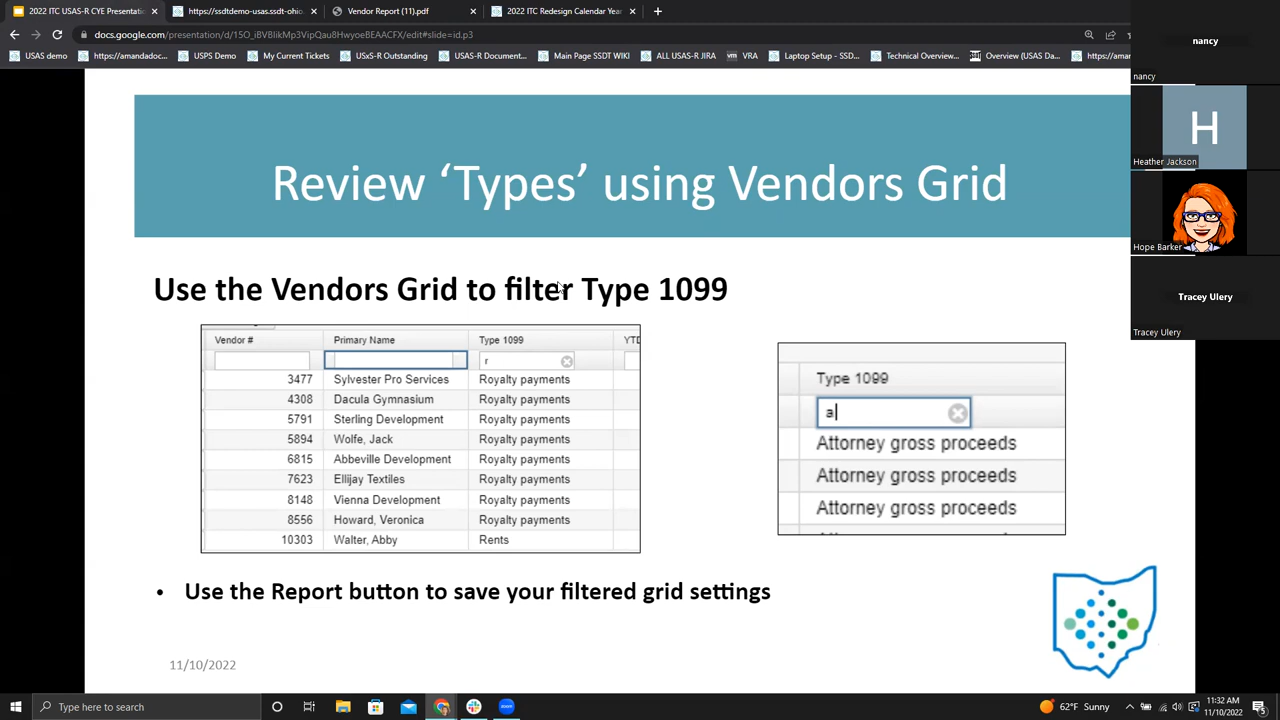 2022 ITC USAS-R CYE Presentatio
https://ssdtdemo-usas.ssdt-ohio.
Vendor Report (11).pdf
2022 ITC Redesign Calendar Year
docs.google.com/presentation/d/15O_iBVBIikMp3VipQau8HwyoeBEAACFX/edit#slide=id.p3
USAS demo
https://amandadoc...
USPS Demo
My Current Tickets
USxS-R Outstanding
USAS-R Document...
Main Page SSDT WIKI
ALL USAS-R JIRA
VRA
Laptop Setup - SSD...
Technical Overview...
Overview (USAS Da...
https://aman
nancy
nancy
H
Heather Jackson
Hope Barker
Tracey Ulery
Tracey Ulery
Review ‘Types’ using Vendors Grid
Use the Vendors Grid to filter Type 1099
Vendor # Primary Name Type 1099 YTD
r
3477 Sylvester Pro Services Royalty payments
4308 Dacula Gymnasium Royalty payments
5791 Sterling Development Royalty payments
5894 Wolfe, Jack Royalty payments
6815 Abbeville Development Royalty payments
7623 Ellijay Textiles Royalty payments
8148 Vienna Development Royalty payments
8556 Howard, Veronica Royalty payments
10303 Walter, Abby Rents
Type 1099
a
Attorney gross proceeds
Attorney gross proceeds
Attorney gross proceeds
• Use the Report button to save your filtered grid settings
11/10/2022
Type here to search
62°F Sunny
11:32 AM
11/10/2022